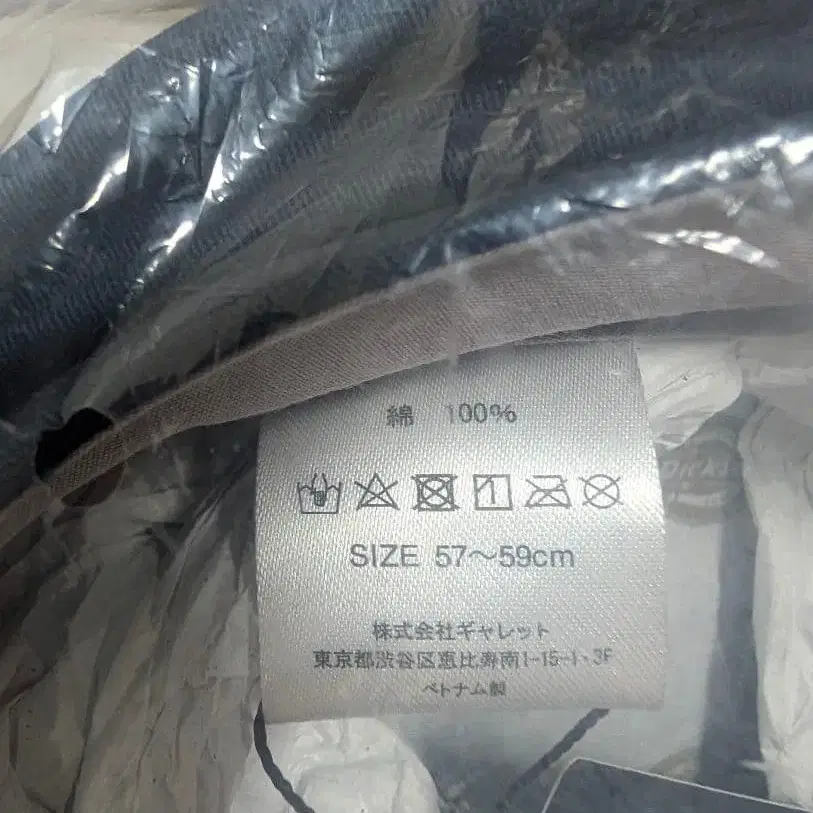 綿 100%
SIZE 57～59cm
株式会社ギャレット
東京都渋谷区恵比寿南1-15-1・3F
ベトナム製